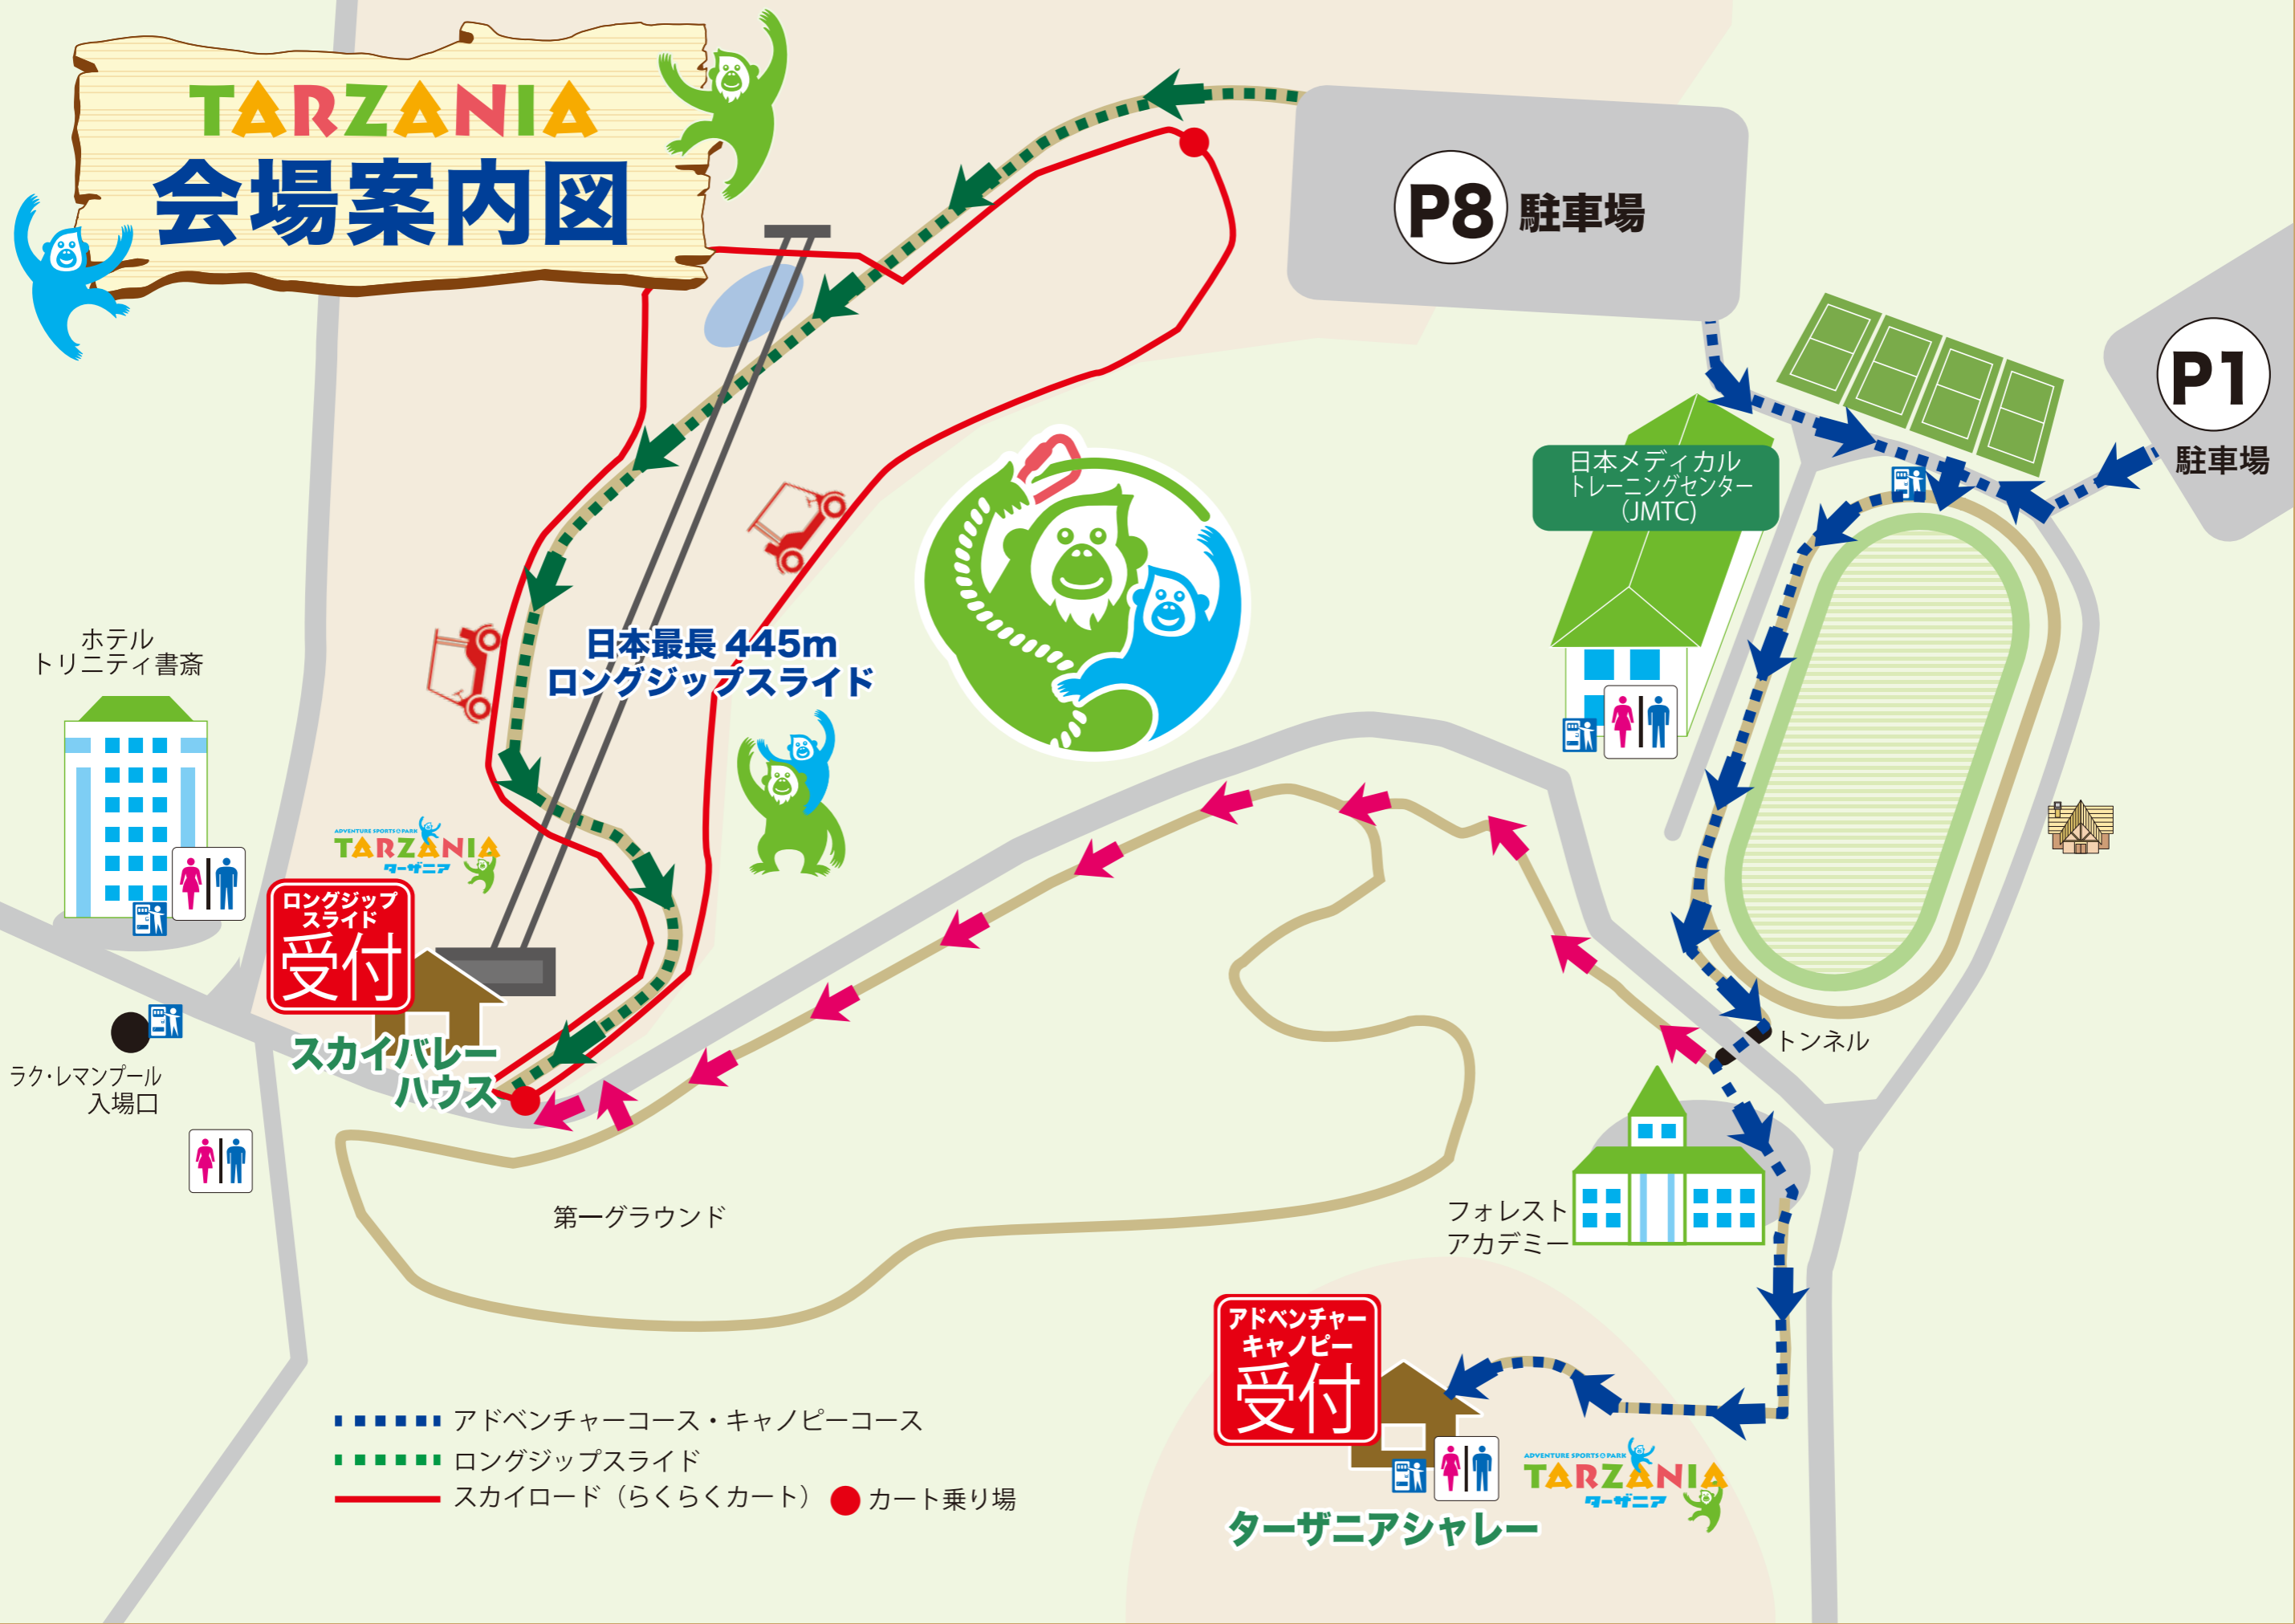 TARZANIA
会場案内図
P8
駐車場
P1
駐車場
日本メディカル
トレーニングセンター
(JMTC)
ホテル
トリニティ書斎
日本最長 445m
ロングジップスライド
ADVENTURE SPORTS PARK
TARZANIA
ターザニア
ロングジップ
スライド
受付
スカイバレー
ハウス
ラク・レマンプール
入場口
トンネル
第一グラウンド
フォレスト
アカデミー
アドベンチャー
キャノピー
受付
ADVENTURE SPORTS PARK
TARZANIA
ターザニア
ターザニアシャレー
アドベンチャーコース・キャノピーコース
ロングジップスライド
スカイロード（らくらくカート） カート乗り場